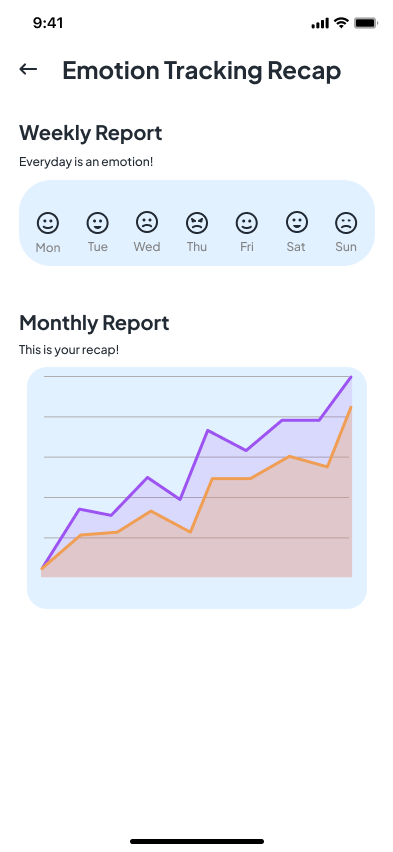 9:41
Emotion Tracking Recap
Weekly Report
Everyday is an emotion!
Mon Tue Wed Thu Fri Sat Sun
Monthly Report
This is your recap!